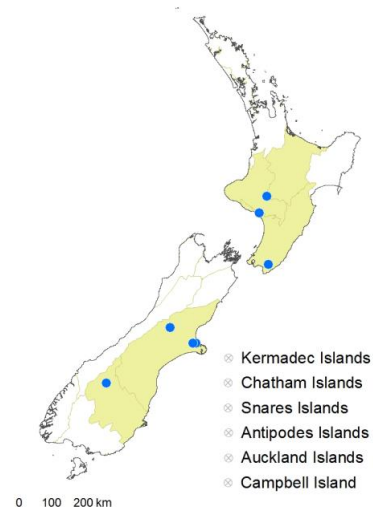 Kermadec Islands
Chatham Islands
Snares Islands
Antipodes Islands
Auckland Islands
Campbell Island
0 100 200 km